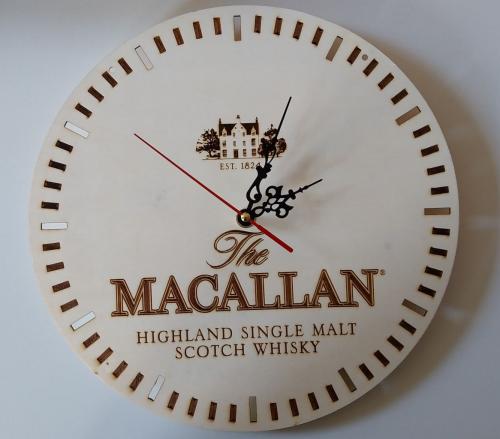 EST. 1824
The
MACALLAN®
HIGHLAND SINGLE MALT
SCOTCH WHISKY